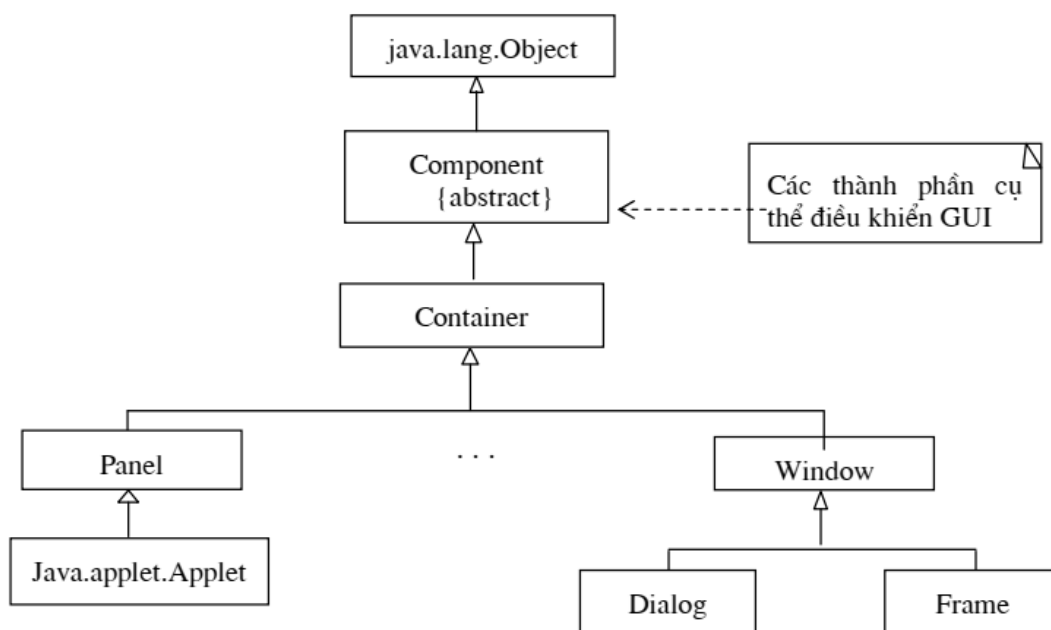 java.lang.Object
Component
{abstract}
Các thành phần cụ
thể điều khiển GUI
Container
Panel
. . .
Window
Java.applet.Applet
Dialog
Frame